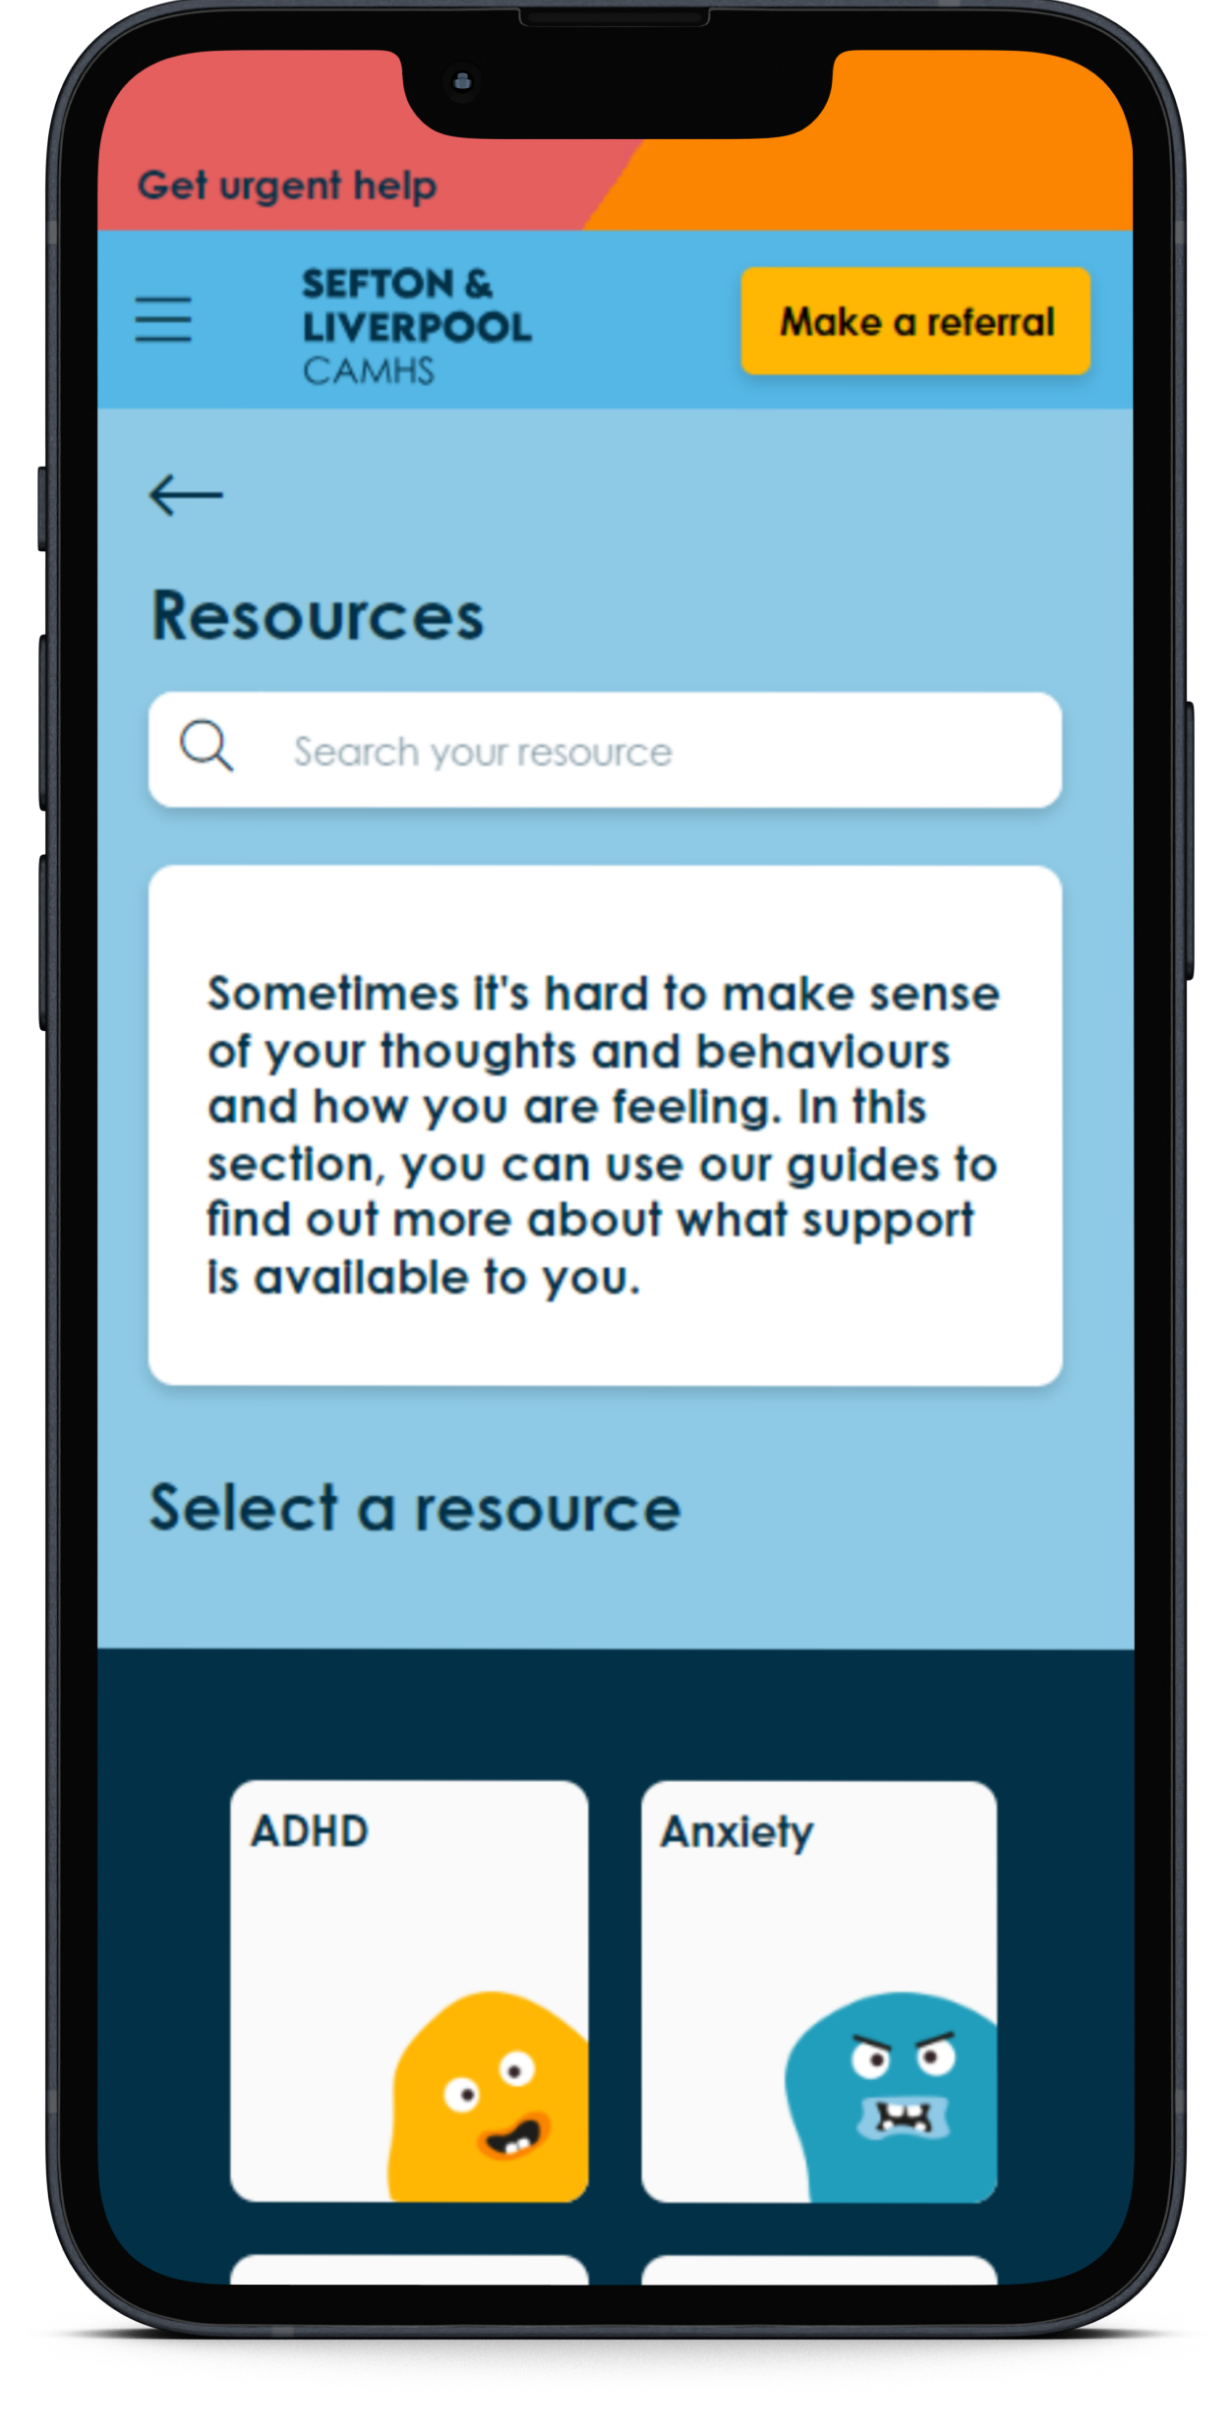 Get urgent help
SEFTON &
LIVERPOOL
CAMHS
Make a referral
Resources
Search your resource
Sometimes it's hard to make sense
of your thoughts and behaviours
and how you are feeling. In this
section, you can use our guides to
find out more about what support
is available to you.
Select a resource
ADHD
Anxiety